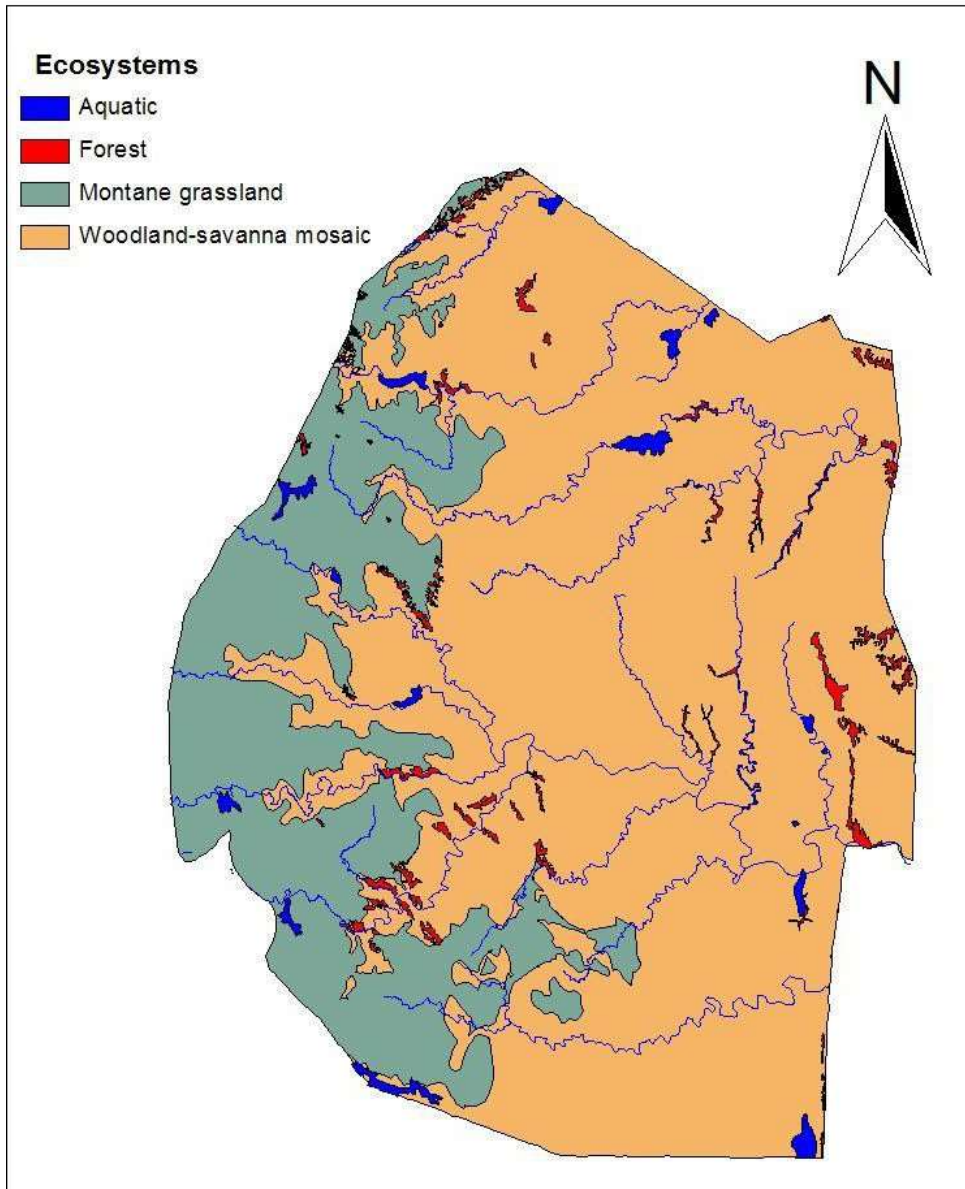 Ecosystems
Aquatic
Forest
Montane grassland
Woodland-savanna mosaic
N